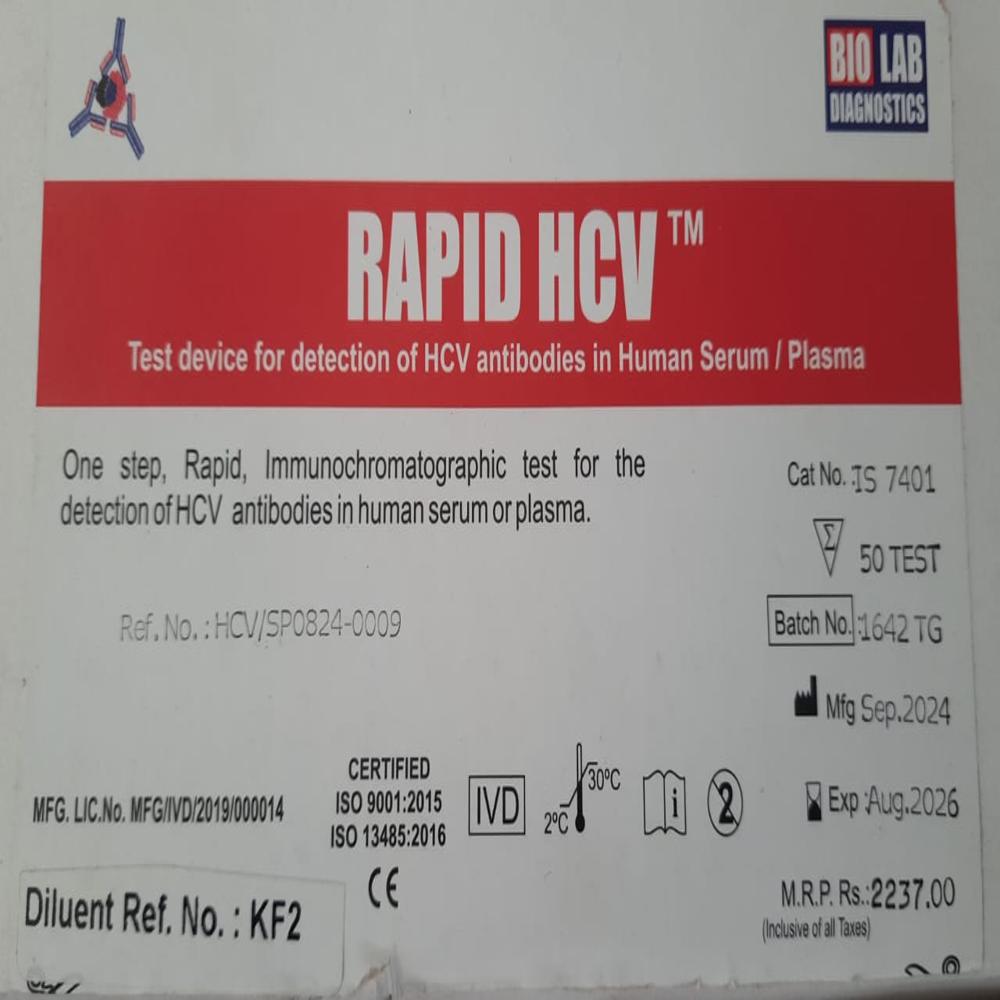 BIO LAB
DIAGNOSTICS
RAPID HCV™
Test device for detection of HCV antibodies in Human Serum / Plasma
One step, Rapid, Immunochromatographic test for the
detection of HCV antibodies in human serum or plasma.
Cat No. :IS 7401
Σ
50 TEST
Ref. No. : HCV/SP0824-0009
Batch No. :1642 TG
Mfg Sep.2024
MFG. LIC.No. MFG/IVD/2019/000014
CERTIFIED
ISO 9001:2015
ISO 13485:2016
CE
IVD
2ºC
30ºC
i
2
Exp :Aug.2026
M.R.P. Rs.:2237.00
(Inclusive of all Taxes)
Diluent Ref. No. : KF2